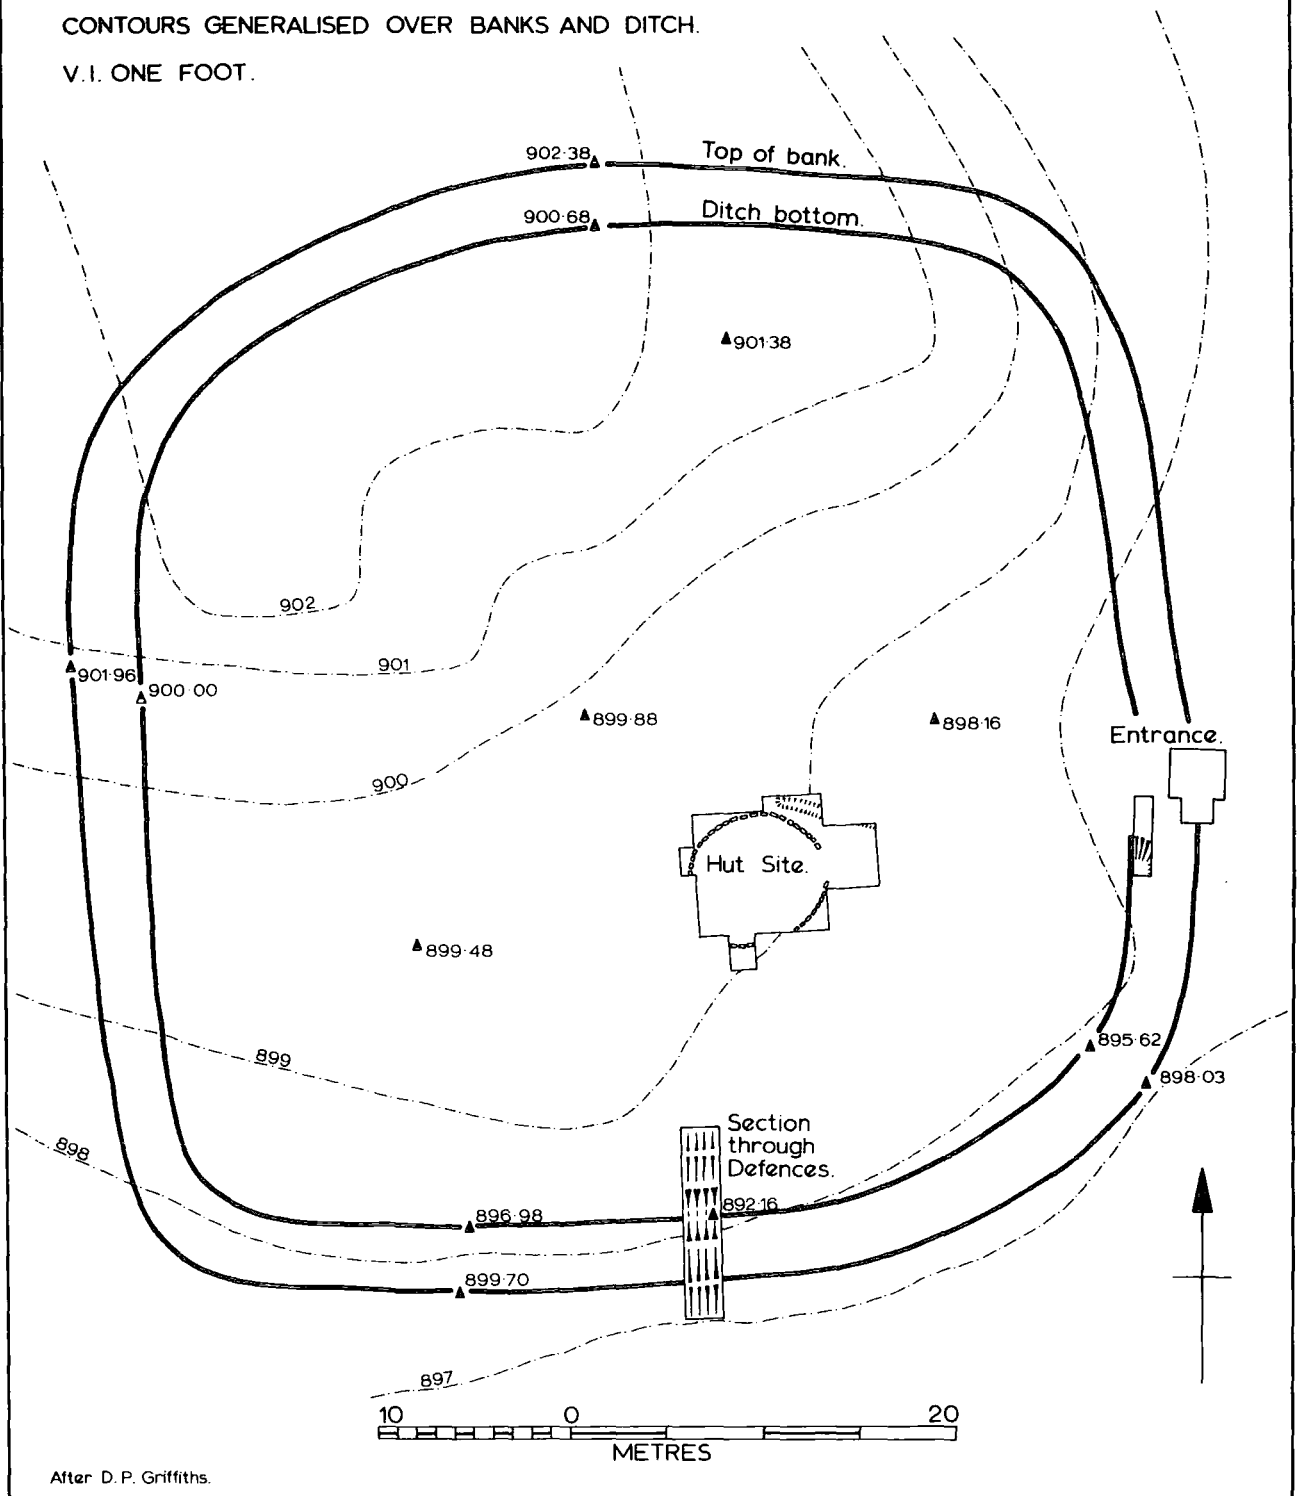 CONTOURS GENERALISED OVER BANKS AND DITCH.
V.I. ONE FOOT.
902·38
Top of bank.
900·68
Ditch bottom.
901·38
902
901
901·96
900·00
899·88
898·16
Entrance.
900
Hut Site.
899·48
899
895·62
898·03
Section
through
Defences.
898
892·16
896·98
899·70
897
10 0 20
METRES
After D. P. Griffiths.